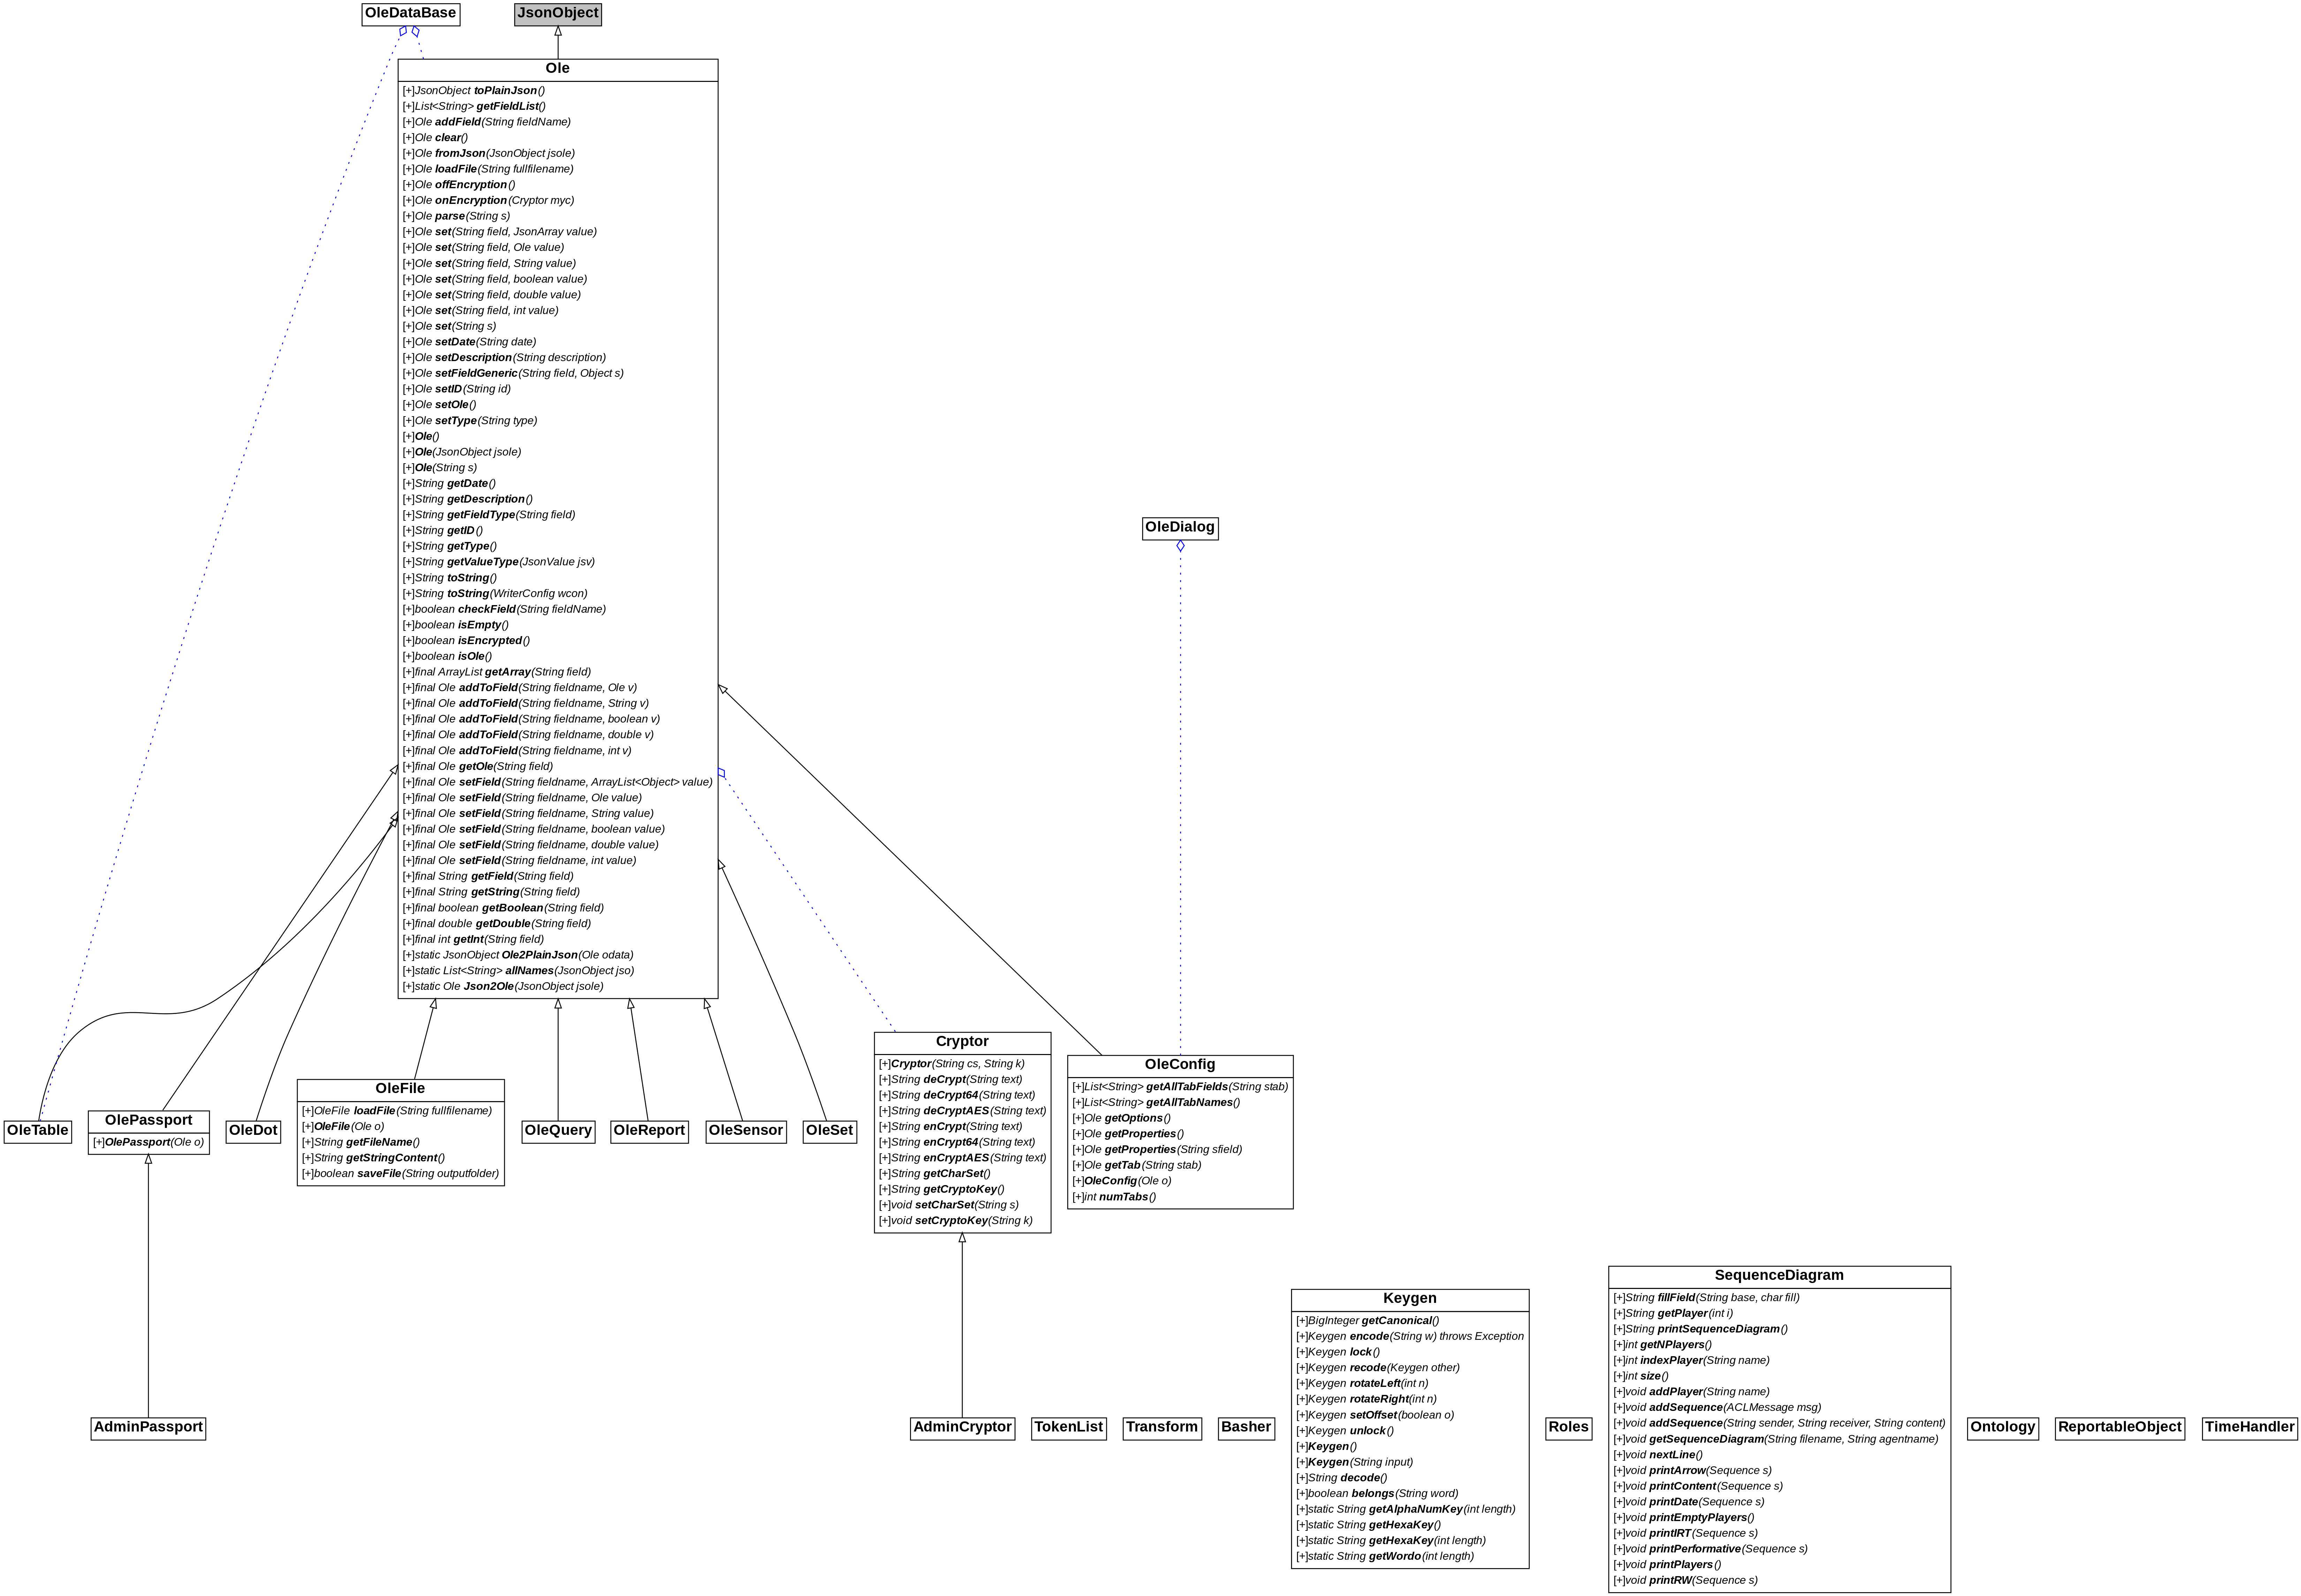 OleDataBase
JsonObject
Ole
[+]JsonObject toPlainJson()
[+]List<String> getFieldList()
[+]Ole addField(String fieldName)
[+]Ole clear()
[+]Ole fromJson(JsonObject jsole)
[+]Ole loadFile(String fullfilename)
[+]Ole offEncryption()
[+]Ole onEncryption(Cryptor myc)
[+]Ole parse(String s)
[+]Ole set(String field, JsonArray value)
[+]Ole set(String field, Ole value)
[+]Ole set(String field, String value)
[+]Ole set(String field, boolean value)
[+]Ole set(String field, double value)
[+]Ole set(String field, int value)
[+]Ole set(String s)
[+]Ole setDate(String date)
[+]Ole setDescription(String description)
[+]Ole setFieldGeneric(String field, Object s)
[+]Ole setID(String id)
[+]Ole setOle()
[+]Ole setType(String type)
[+]Ole()
[+]Ole(JsonObject jsole)
[+]Ole(String s)
[+]String getDate()
[+]String getDescription()
[+]String getFieldType(String field)
[+]String getID()
[+]String getType()
[+]String getValueType(JsonValue jsv)
[+]String toString()
[+]String toString(WriterConfig wcon)
[+]boolean checkField(String fieldName)
[+]boolean isEmpty()
[+]boolean isEncrypted()
[+]boolean isOle()
[+]final ArrayList getArray(String field)
[+]final Ole addToField(String fieldname, Ole v)
[+]final Ole addToField(String fieldname, String v)
[+]final Ole addToField(String fieldname, boolean v)
[+]final Ole addToField(String fieldname, double v)
[+]final Ole addToField(String fieldname, int v)
[+]final Ole getOle(String field)
[+]final Ole setField(String fieldname, ArrayList<Object> value)
[+]final Ole setField(String fieldname, Ole value)
[+]final Ole setField(String fieldname, String value)
[+]final Ole setField(String fieldname, boolean value)
[+]final Ole setField(String fieldname, double value)
[+]final Ole setField(String fieldname, int value)
[+]final String getField(String field)
[+]final String getString(String field)
[+]final boolean getBoolean(String field)
[+]final double getDouble(String field)
[+]final int getInt(String field)
[+]static JsonObject Ole2PlainJson(Ole odata)
[+]static List<String> allNames(JsonObject jso)
[+]static Ole Json2Ole(JsonObject jsole)
OleDialog
OleTable
OlePassport
[+]OlePassport(Ole o)
OleDot
OleFile
[+]OleFile loadFile(String fullfilename)
[+]OleFile(Ole o)
[+]String getFileName()
[+]String getStringContent()
[+]boolean saveFile(String outputfolder)
OleQuery
OleReport
OleSensor
OleSet
Cryptor
[+]Cryptor(String cs, String k)
[+]String deCrypt(String text)
[+]String deCrypt64(String text)
[+]String deCryptAES(String text)
[+]String enCrypt(String text)
[+]String enCrypt64(String text)
[+]String enCryptAES(String text)
[+]String getCharSet()
[+]String getCryptoKey()
[+]void setCharSet(String s)
[+]void setCryptoKey(String k)
OleConfig
[+]List<String> getAllTabFields(String stab)
[+]List<String> getAllTabNames()
[+]Ole getOptions()
[+]Ole getProperties()
[+]Ole getProperties(String sfield)
[+]Ole getTab(String stab)
[+]OleConfig(Ole o)
[+]int numTabs()
AdminPassport
AdminCryptor
TokenList
Transform
Basher
Keygen
[+]BigInteger getCanonical()
[+]Keygen encode(String w) throws Exception
[+]Keygen lock()
[+]Keygen recode(Keygen other)
[+]Keygen rotateLeft(int n)
[+]Keygen rotateRight(int n)
[+]Keygen setOffset(boolean o)
[+]Keygen unlock()
[+]Keygen()
[+]Keygen(String input)
[+]String decode()
[+]boolean belongs(String word)
[+]static String getAlphaNumKey(int length)
[+]static String getHexaKey()
[+]static String getHexaKey(int length)
[+]static String getWordo(int length)
Roles
SequenceDiagram
[+]String fillField(String base, char fill)
[+]String getPlayer(int i)
[+]String printSequenceDiagram()
[+]int getNPlayers()
[+]int indexPlayer(String name)
[+]int size()
[+]void addPlayer(String name)
[+]void addSequence(ACLMessage msg)
[+]void addSequence(String sender, String receiver, String content)
[+]void getSequenceDiagram(String filename, String agentname)
[+]void nextLine()
[+]void printArrow(Sequence s)
[+]void printContent(Sequence s)
[+]void printDate(Sequence s)
[+]void printEmptyPlayers()
[+]void printIRT(Sequence s)
[+]void printPerformative(Sequence s)
[+]void printPlayers()
[+]void printRW(Sequence s)
Ontology
ReportableObject
TimeHandler